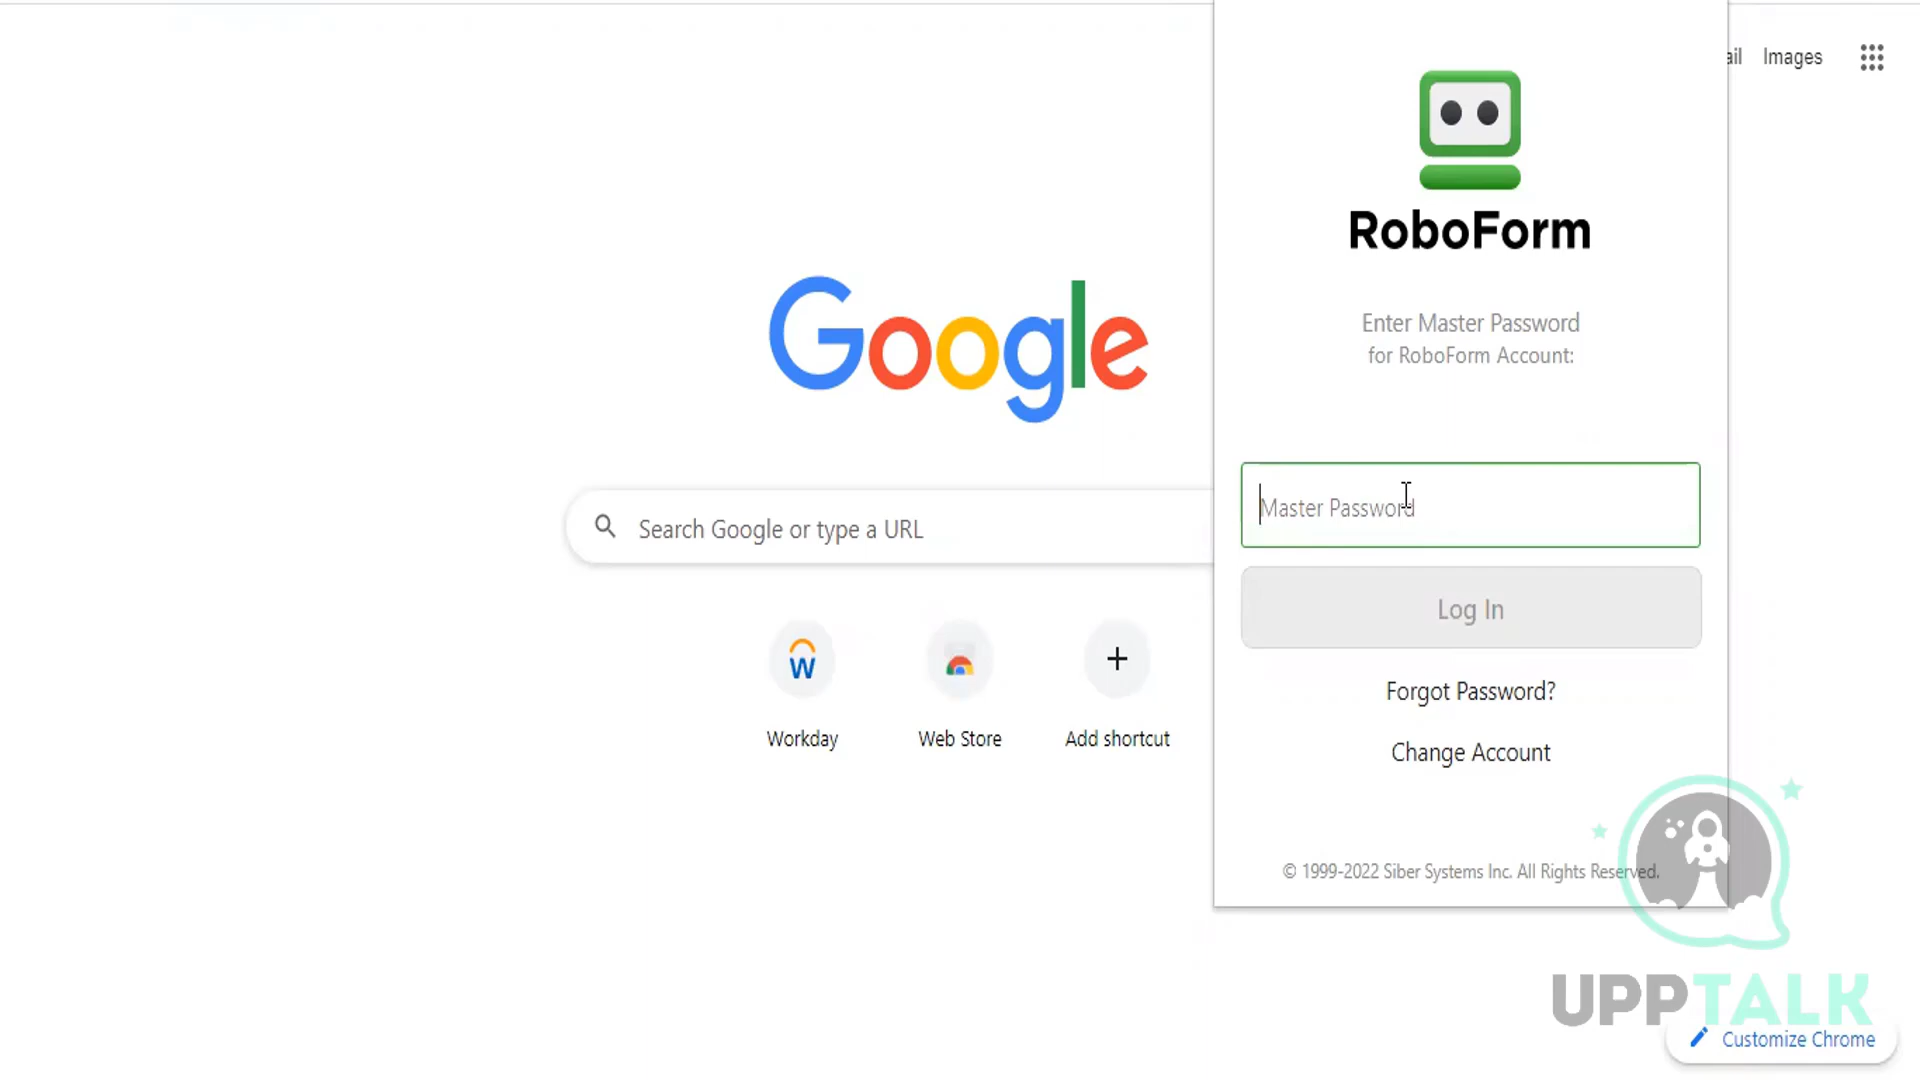 Images
RoboForm
Enter Master Password
for RoboForm Account:
Google
Master Password
Search Google or type a URL
Log In
Forgot Password?
Workday
Web Store
Add shortcut
Change Account
© 1999-2022 Siber Systems Inc. All Rights Reserved.
UPPTALK
Customize Chrome